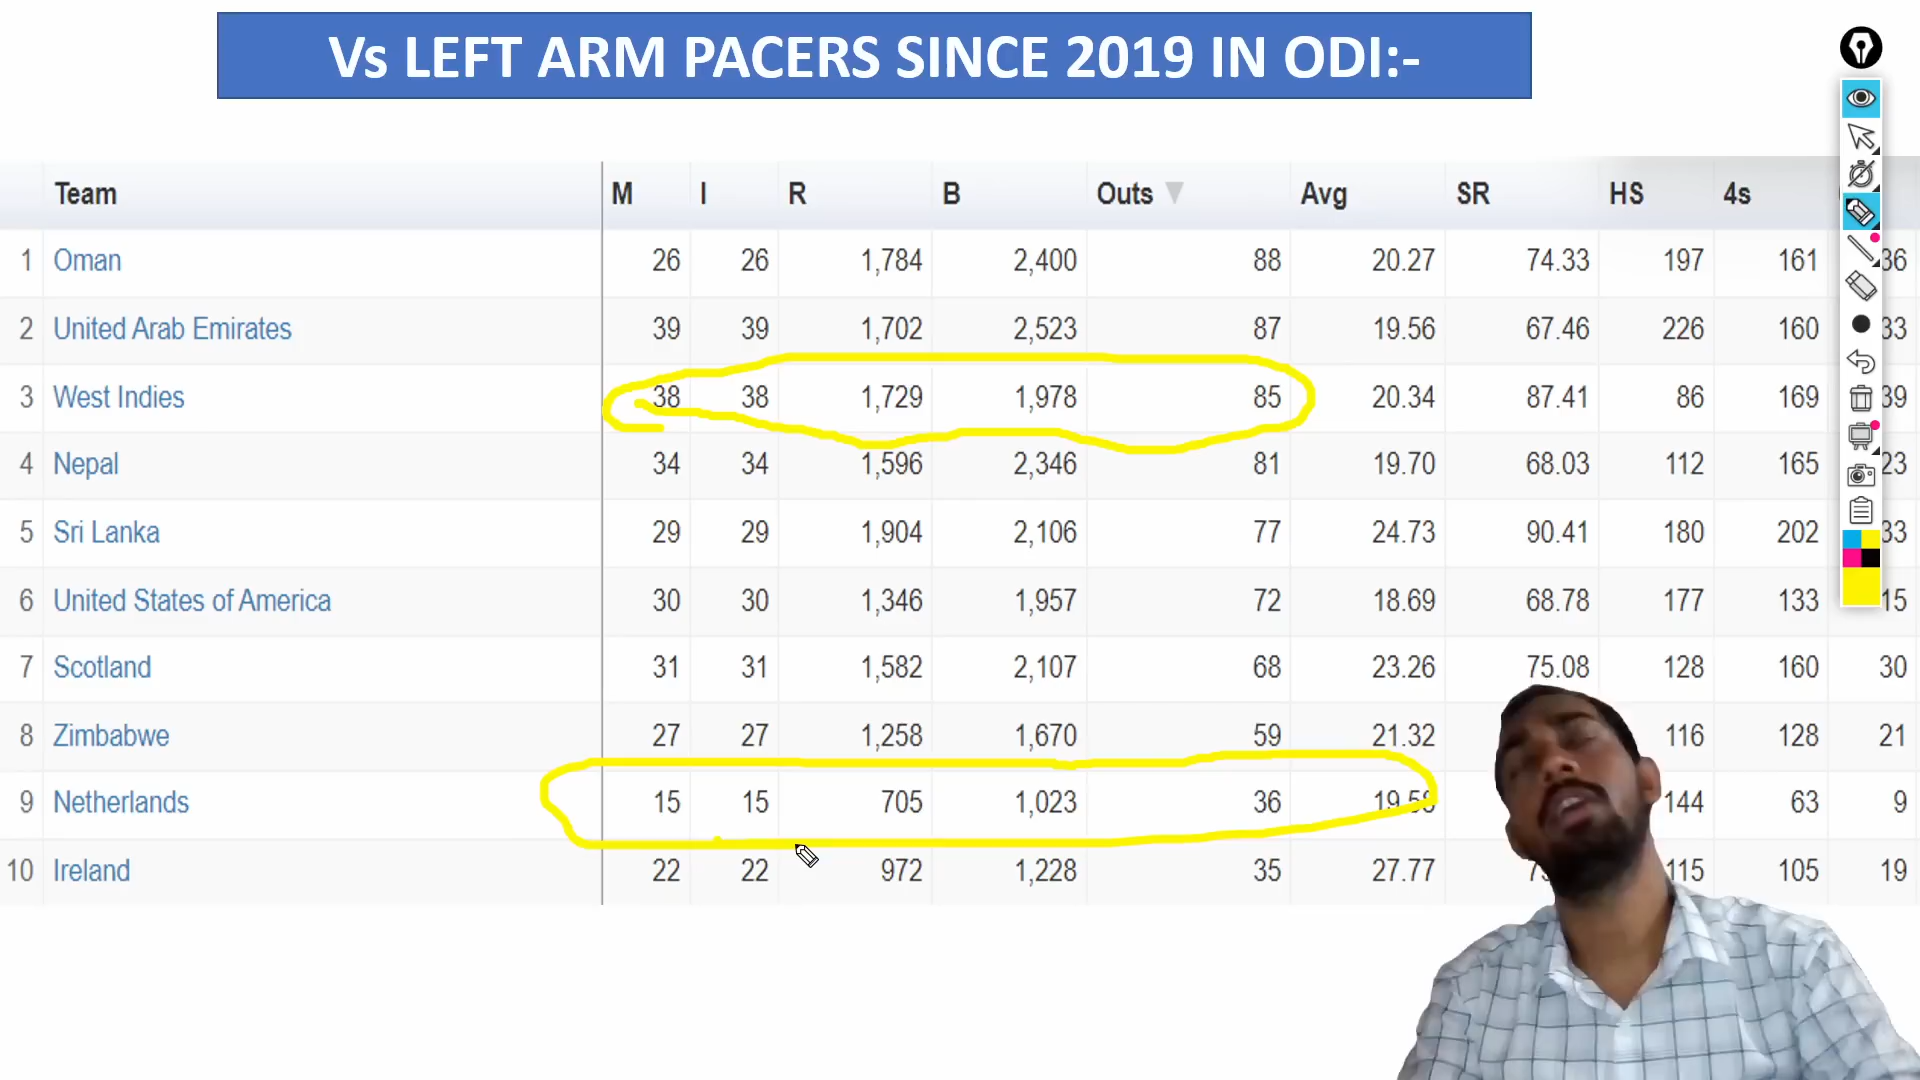 Vs LEFT ARM PACERS SINCE 2019 IN ODI:-
Team M I R B Outs Avg SR HS 4s
1 Oman 26 26 1,784 2,400 88 20.27 74.33 197 161 36
2 United Arab Emirates 39 39 1,702 2,523 87 19.56 67.46 226 160 33
3 West Indies 38 38 1,729 1,978 85 20.34 87.41 86 169 39
4 Nepal 34 34 1,596 2,346 81 19.70 68.03 112 165 23
5 Sri Lanka 29 29 1,904 2,106 77 24.73 90.41 180 202 33
6 United States of America 30 30 1,346 1,957 72 18.69 68.78 177 133 15
7 Scotland 31 31 1,582 2,107 68 23.26 75.08 128 160 30
8 Zimbabwe 27 27 1,258 1,670 59 21.32 116 128 21
9 Netherlands 15 15 705 1,023 36 19.58 144 63 9
10 Ireland 22 22 972 1,228 35 27.77 115 105 19